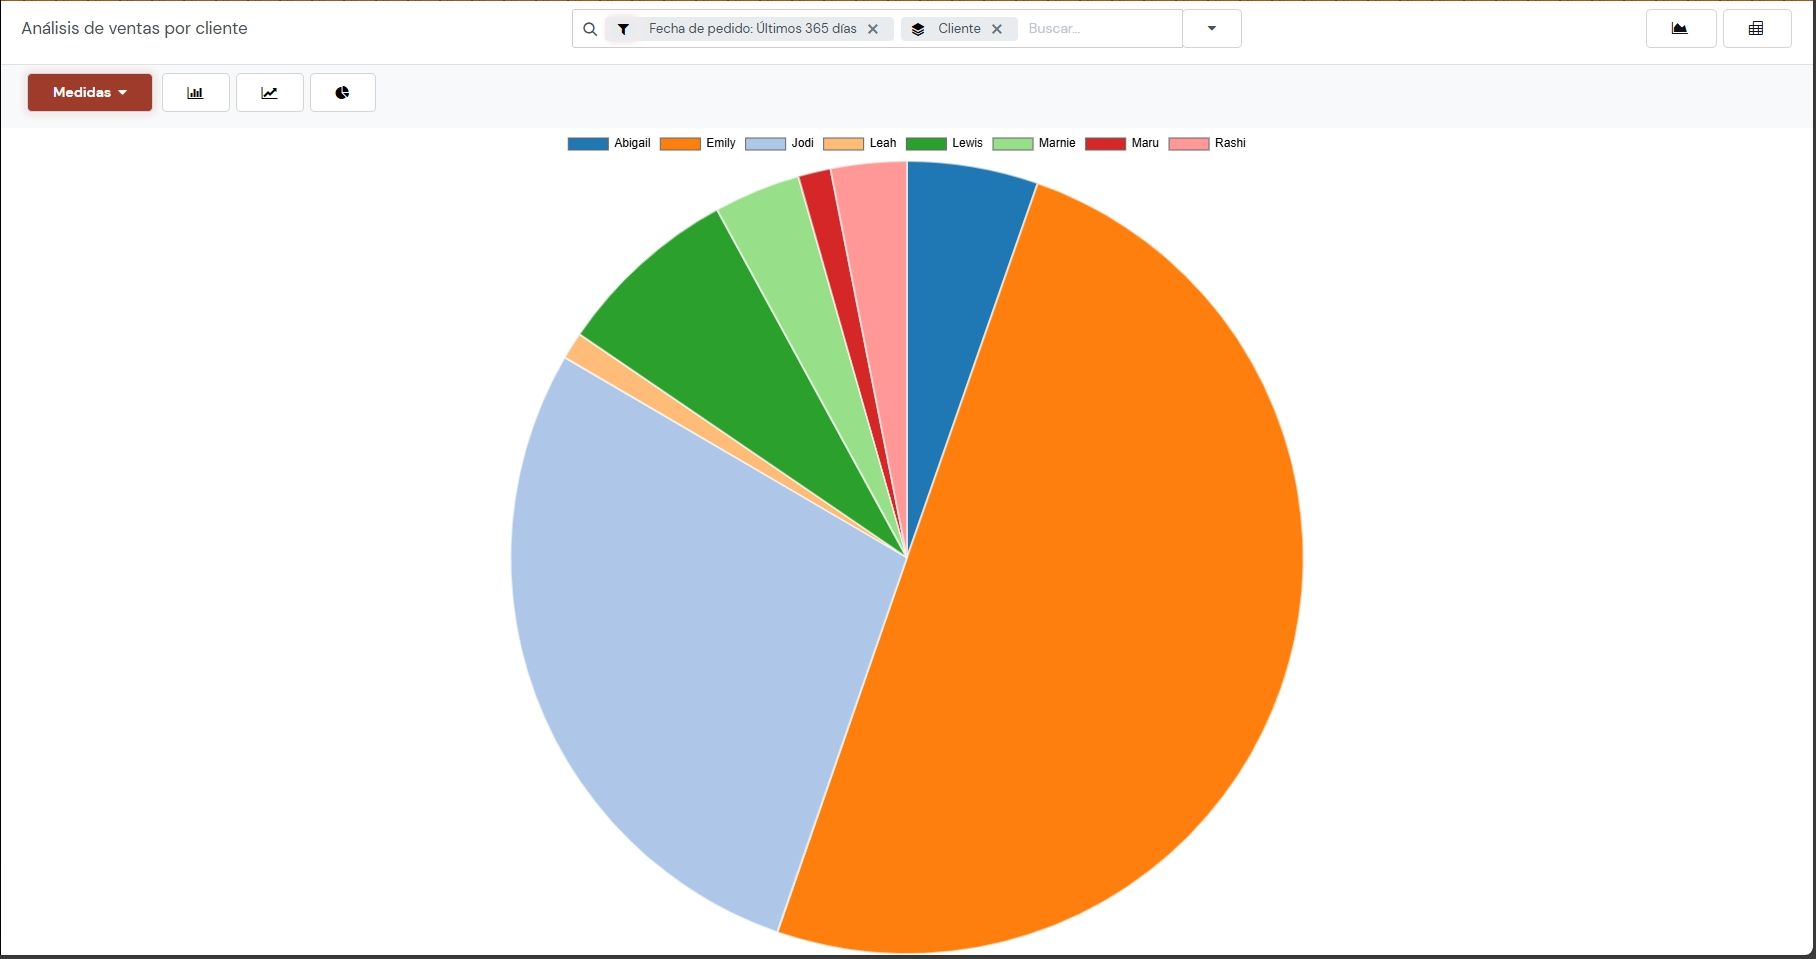 Análisis de ventas por cliente
Fecha de pedido: Últimos 365 días
Cliente
Buscar...
Medidas
Abigail Emily Jodi Leah Lewis Marnie Maru Rashi